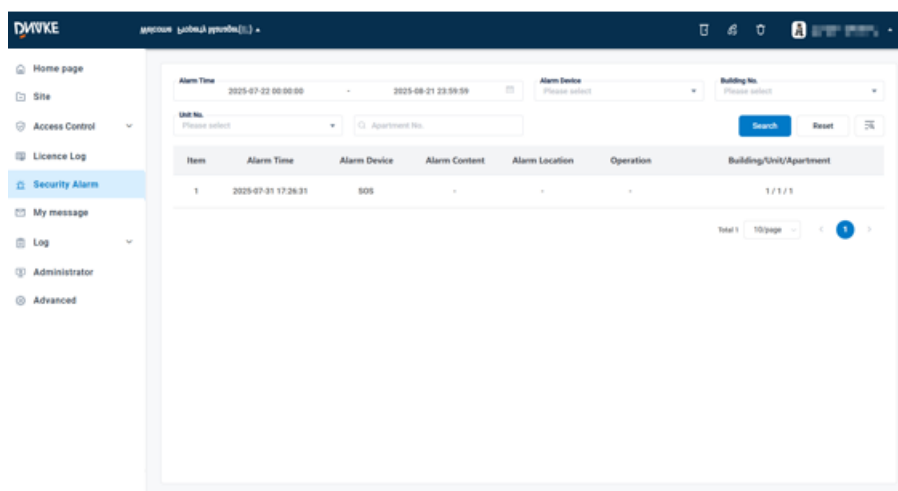 DNAKE
Welcome Property Manager(   )
Home page
Site
Access Control
Licence Log
Security Alarm
My message
Log
Administrator
Advanced
Alarm Time
2025-07-22 00:00:00 - 2025-08-21 23:59:59
Alarm Device
Please select
Building No.
Please select
Unit No.
Please select
Apartment No.
Search Reset
Item Alarm Time Alarm Device Alarm Content Alarm Location Operation Building/Unit/Apartment
1 2025-07-31 17:26:31 SOS - - - 1 / 1 / 1
Total 1 10/page 1